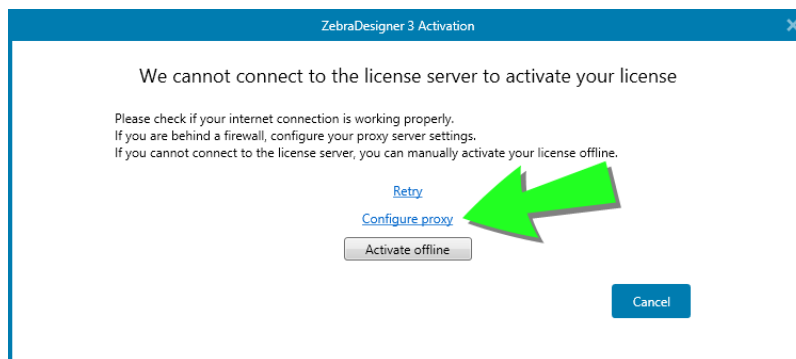 ZebraDesigner 3 Activation
We cannot connect to the license server to activate your license
Please check if your internet connection is working properly.
If you are behind a firewall, configure your proxy server settings.
If you cannot connect to the license server, you can manually activate your license offline.
Retry
Configure proxy
Activate offline
Cancel